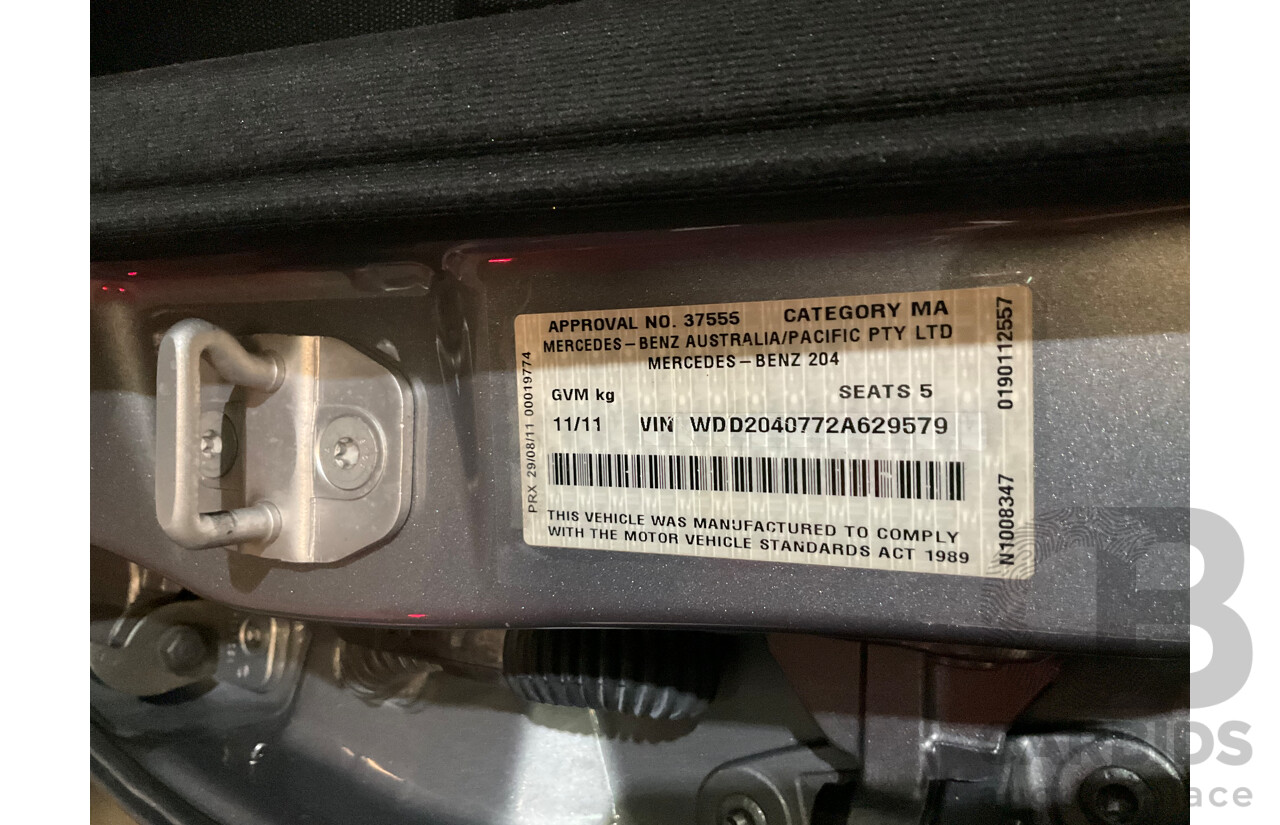 APPROVAL NO. 37555 CATEGORY MA
MERCEDES-BENZ AUSTRALIA/PACIFIC PTY LTD
MERCEDES-BENZ 204
GVM kg SEATS 5
11/11 VIN WDD2040772A629579
THIS VEHICLE WAS MANUFACTURED TO COMPLY
WITH THE MOTOR VEHICLE STANDARDS ACT 1989
PRX 29/08/11 00019774
0190112557
N1008347
B